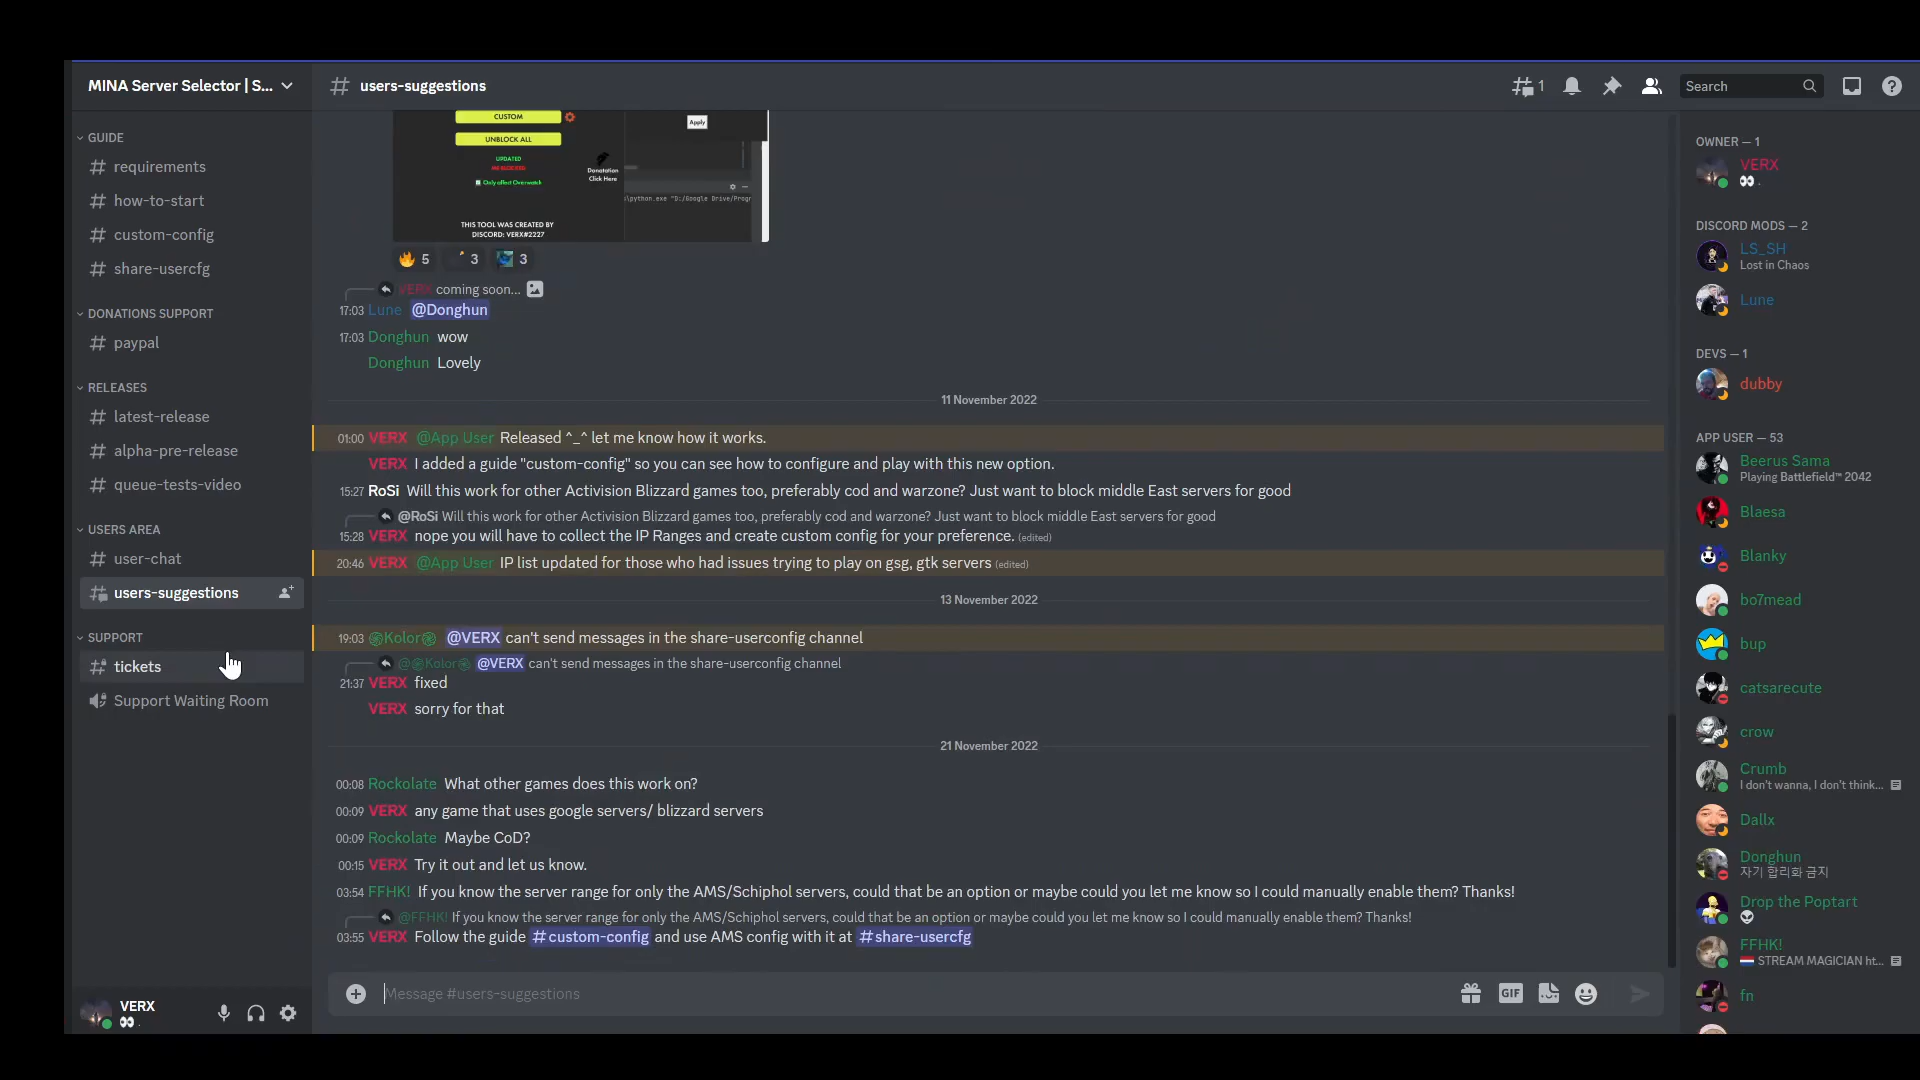 MINA Server Selector | S...
GUIDE
requirements
how-to-start
custom-config
share-usercfg
DONATIONS SUPPORT
paypal
RELEASES
latest-release
alpha-pre-release
queue-tests-video
USERS AREA
user-chat
users-suggestions
SUPPORT
tickets
Support Waiting Room
VERX
users-suggestions
1
Search
CUSTOM
UNBLOCK ALL
UPDATED
ME BLOCKING
Only affect Overwatch
THIS TOOL WAS CREATED BY
DISCORD: VERX#2227
Apply
Donatation
Click Here
\python.exe "D:/Google Drive/Progr
5 3 3
VERX coming soon...
17:03 Lune @Donghun
17:03 Donghun wow
Donghun Lovely
11 November 2022
01:00 VERX @App User Released ^_^ let me know how it works.
VERX I added a guide "custom-config" so you can see how to configure and play with this new option.
15:27 RoSi Will this work for other Activision Blizzard games too, preferably cod and warzone? Just want to block middle East servers for good
@RoSi Will this work for other Activision Blizzard games too, preferably cod and warzone? Just want to block middle East servers for good
15:28 VERX nope you will have to collect the IP Ranges and create custom config for your preference. (edited)
20:46 VERX @App User IP list updated for those who had issues trying to play on gsg, gtk servers (edited)
13 November 2022
19:03 ֍Kolor֍ @VERX can't send messages in the share-userconfig channel
@֍Kolor֍ @VERX can't send messages in the share-userconfig channel
21:37 VERX fixed
VERX sorry for that
21 November 2022
00:08 Rockolate What other games does this work on?
00:09 VERX any game that uses google servers/ blizzard servers
00:09 Rockolate Maybe CoD?
00:15 VERX Try it out and let us know.
03:54 FFHK! If you know the server range for only the AMS/Schiphol servers, could that be an option or maybe could you let me know so I could manually enable them? Thanks!
@FFHK! If you know the server range for only the AMS/Schiphol servers, could that be an option or maybe could you let me know so I could manually enable them? Thanks!
03:55 VERX Follow the guide #custom-config and use AMS config with it at #share-usercfg
Message #users-suggestions
GIF
OWNER — 1
VERX
DISCORD MODS — 2
LS_SH
Lost in Chaos
Lune
DEVS — 1
dubby
APP USER — 53
Beerus Sama
Playing Battlefield™ 2042
Blaesa
Blanky
bo7mead
bup
catsarecute
crow
Crumb
I don't wanna, I don't think...
Dallx
Donghun
자기 합리화 금지
Drop the Poptart
FFHK!
STREAM MAGICIAN ht...
fn